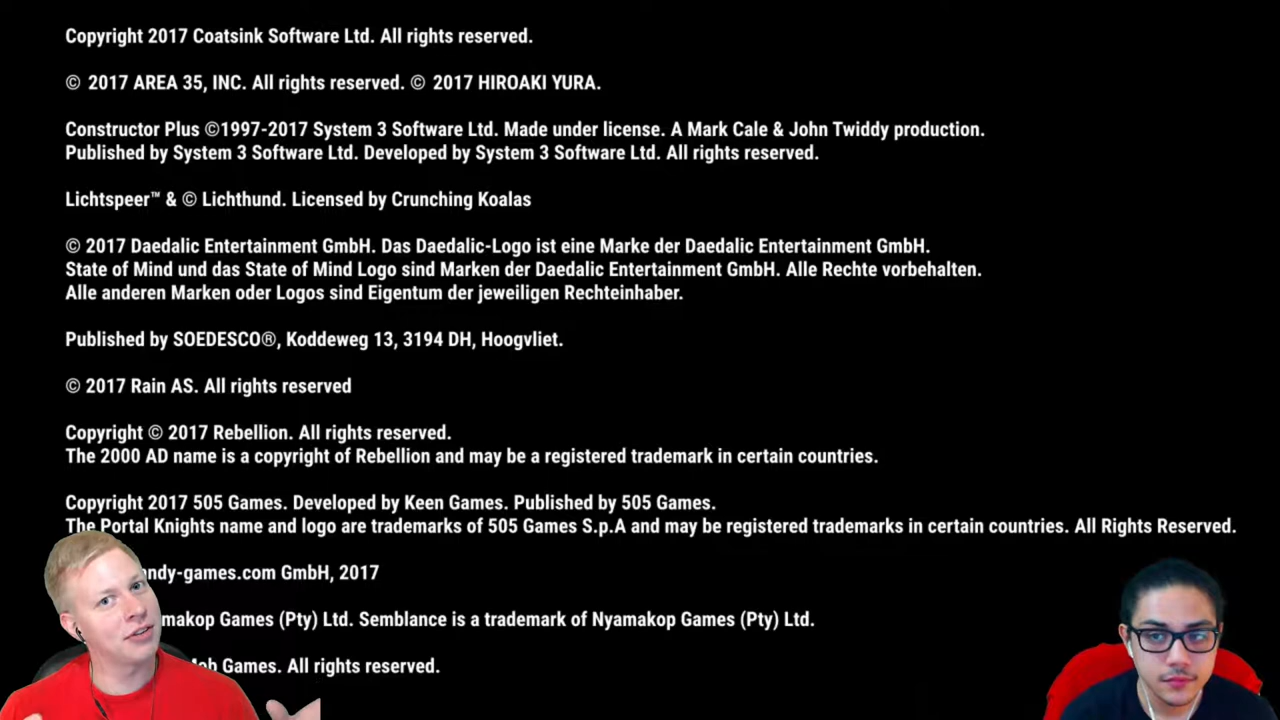 Copyright 2017 Coatsink Software Ltd. All rights reserved.
© 2017 AREA 35, INC. All rights reserved. © 2017 HIROAKI YURA.
Constructor Plus ©1997-2017 System 3 Software Ltd. Made under license. A Mark Cale & John Twiddy production.
Published by System 3 Software Ltd. Developed by System 3 Software Ltd. All rights reserved.
Lichtspeer™ & © Lichthund. Licensed by Crunching Koalas
© 2017 Daedalic Entertainment GmbH. Das Daedalic-Logo ist eine Marke der Daedalic Entertainment GmbH.
State of Mind und das State of Mind Logo sind Marken der Daedalic Entertainment GmbH. Alle Rechte vorbehalten.
Alle anderen Marken oder Logos sind Eigentum der jeweiligen Rechteinhaber.
Published by SOEDESCO®, Koddeweg 13, 3194 DH, Hoogvliet.
© 2017 Rain AS. All rights reserved
Copyright © 2017 Rebellion. All rights reserved.
The 2000 AD name is a copyright of Rebellion and may be a registered trademark in certain countries.
Copyright 2017 505 Games. Developed by Keen Games. Published by 505 Games.
The Portal Knights name and logo are trademarks of 505 Games S.p.A and may be registered trademarks in certain countries. All Rights Reserved.
ndy-games.com GmbH, 2017
makop Games (Pty) Ltd. Semblance is a trademark of Nyamakop Games (Pty) Ltd.
Games. All rights reserved.